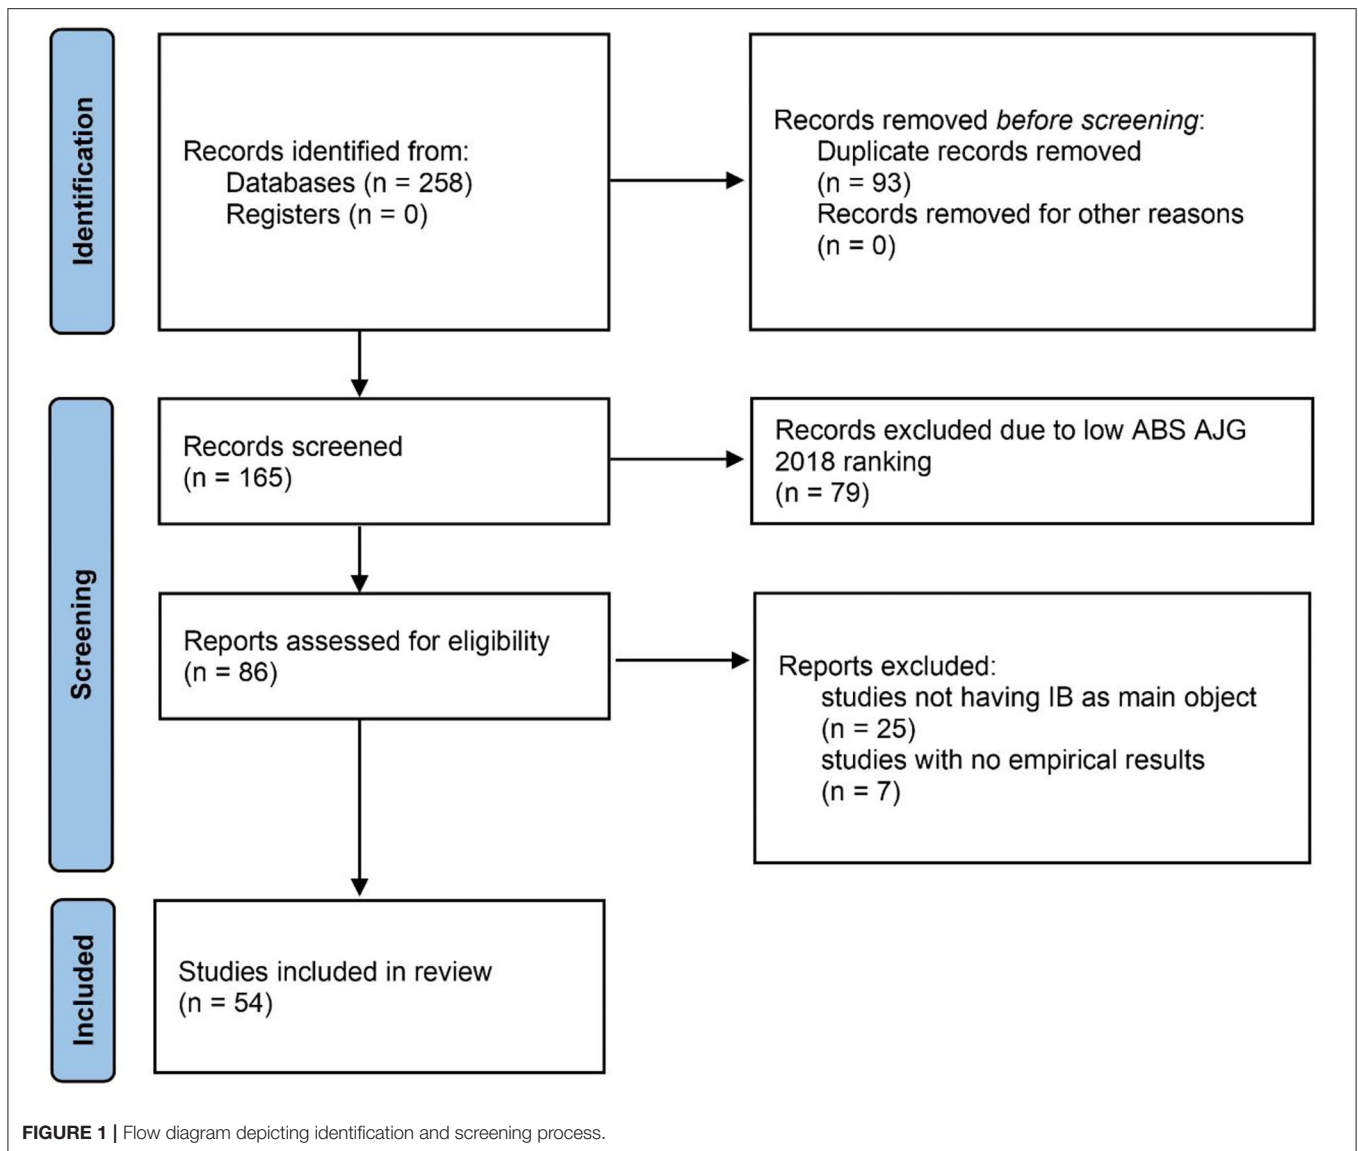 Identification
Records identified from:
Databases (n = 258)
Registers (n = 0)
Records removed before screening:
Duplicate records removed
(n = 93)
Records removed for other reasons
(n = 0)
Screening
Records screened
(n = 165)
Records excluded due to low ABS AJG
2018 ranking
(n = 79)
Reports assessed for eligibility
(n = 86)
Reports excluded:
studies not having IB as main object
(n = 25)
studies with no empirical results
(n = 7)
Included
Studies included in review
(n = 54)
FIGURE 1 | Flow diagram depicting identification and screening process.